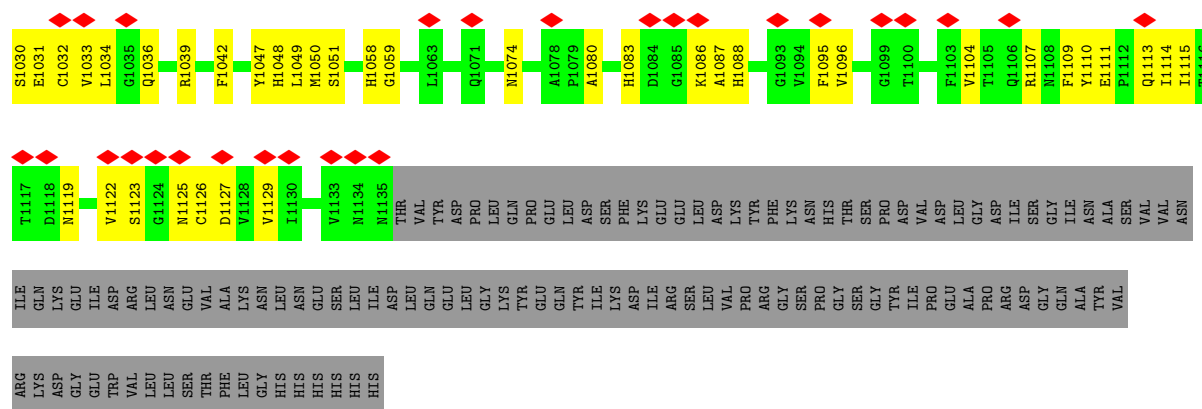 S1030 E1031 C1032 V1033 L1034 G1035 Q1036 R1039 F1042 Y1047 H1048 L1049 M1050 S1051 H1058 G1059 L1063 Q1071 N1074 A1078 P1079 A1080 H1083 D1084 G1085 K1086 A1087 H1088 G1093 V1094 F1095 V1096 G1099 T1100 F1103 V1104 T1105 Q1106 R1107 N1108 F1109 Y1110 E1111 P1112 Q1113 I1114 I1115 T1116
T1117 D1118 N1119 V1122 S1123 G1124 N1125 C1126 D1127 V1128 V1129 I1130 V1133 N1134 N1135 THR VAL TYR ASP PRO LEU GLN PRO GLU LEU ASP SER PHE LYS GLU GLU LEU ASP LYS TYR PHE LYS ASN HIS THR SER PRO ASP VAL ASP LEU GLY ASP ILE SER GLY ILE ASN ALA SER VAL VAL ASN
ILE GLN LYS GLU ILE ASP ARG LEU ASN GLU VAL ALA LYS ASN LEU ASN GLU SER LEU ILE ASP LEU GLN GLU LEU GLY LYS TYR GLU GLN TYR ILE LYS ASP ILE ARG SER LEU VAL PRO ARG GLY SER PRO GLY SER GLY TYR ILE PRO GLU ALA PRO ARG ASP GLY GLN ALA TYR VAL
ARG LYS ASP GLY GLU TRP VAL LEU LEU SER THR PHE LEU GLY HIS HIS HIS HIS HIS HIS